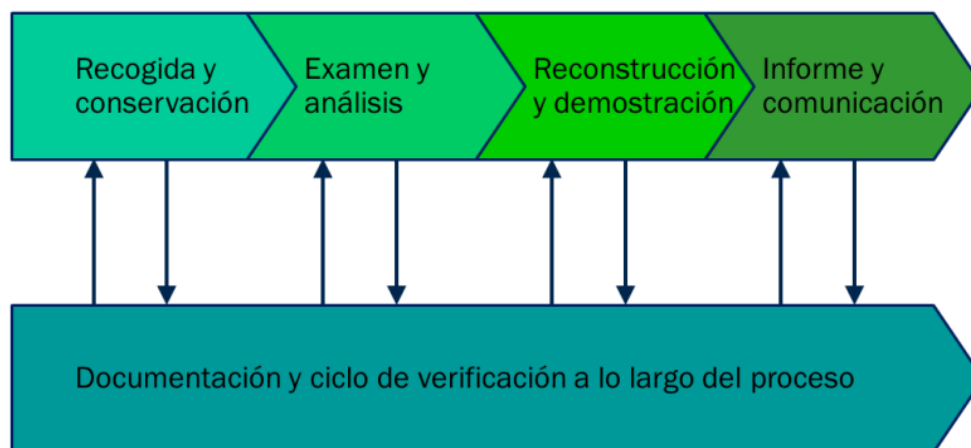 Recogida y
conservación
Examen y
análisis
Reconstrucción
y demostración
Informe y
comunicación
Documentación y ciclo de verificación a lo largo del proceso